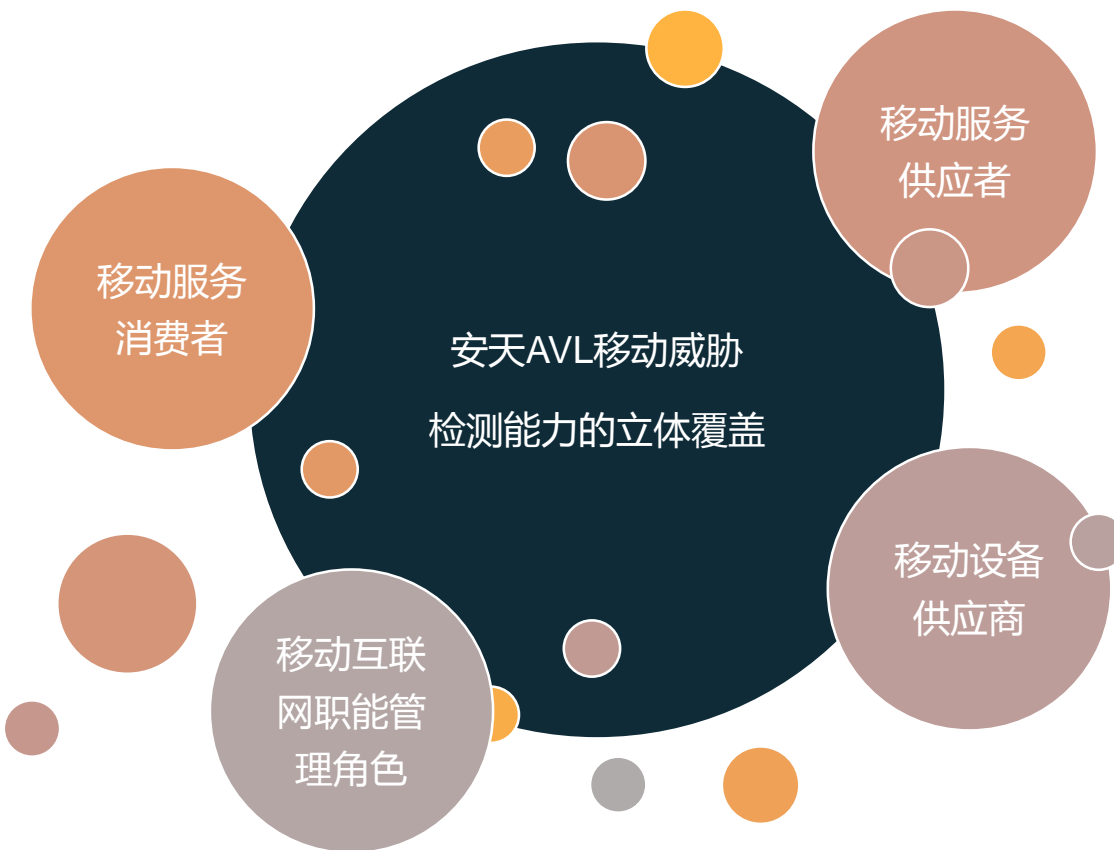 移动服务
供应者
移动服务
消费者
安天AVL移动威胁
检测能力的立体覆盖
移动设备
供应商
移动互联
网职能管
理角色